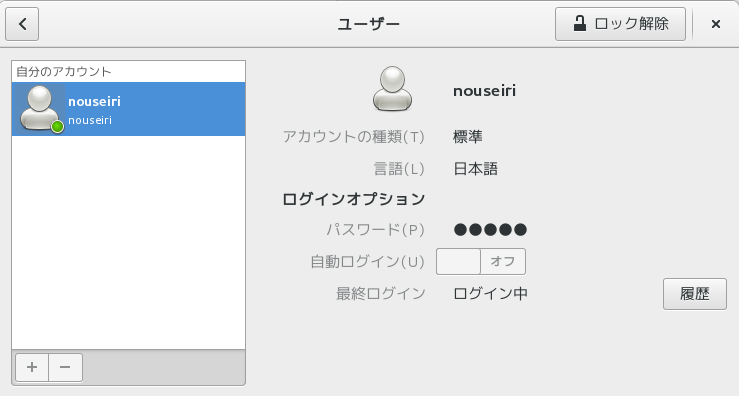 ユーザー
ロック解除
自分のアカウント
nouseiri
nouseiri
nouseiri
アカウントの種類(T) 標準
言語(L) 日本語
ログインオプション
パスワード(P) ●●●●●
自動ログイン(U) オフ
最終ログイン ログイン中 履歴